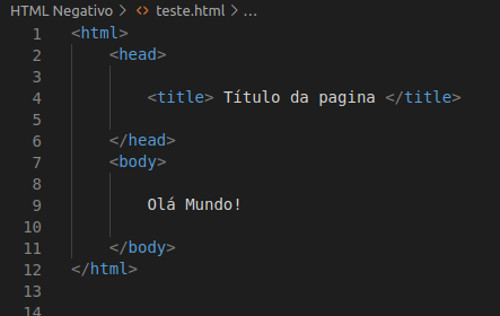 HTML Negativo > <> teste.html > ...
1 <html>
2 <head>
3
4 <title> Título da pagina </title>
5
6 </head>
7 <body>
8
9 Olá Mundo!
10
11 </body>
12 </html>
13
14